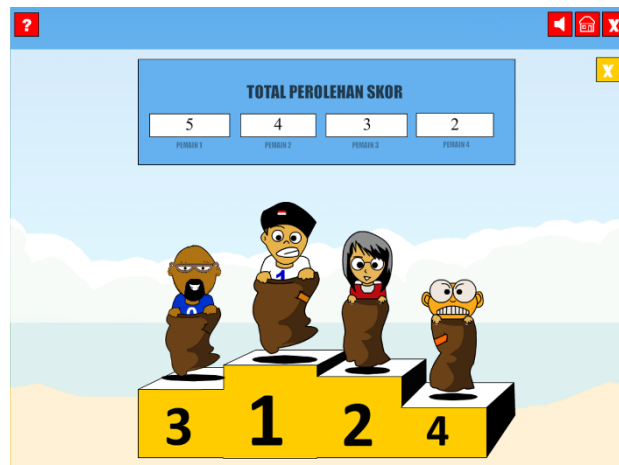 ?
X
X
TOTAL PEROLEHAN SKOR
5 4 3 2
PEMAIN 1 PEMAIN 2 PEMAIN 3 PEMAIN 4
1
3 1 2 4